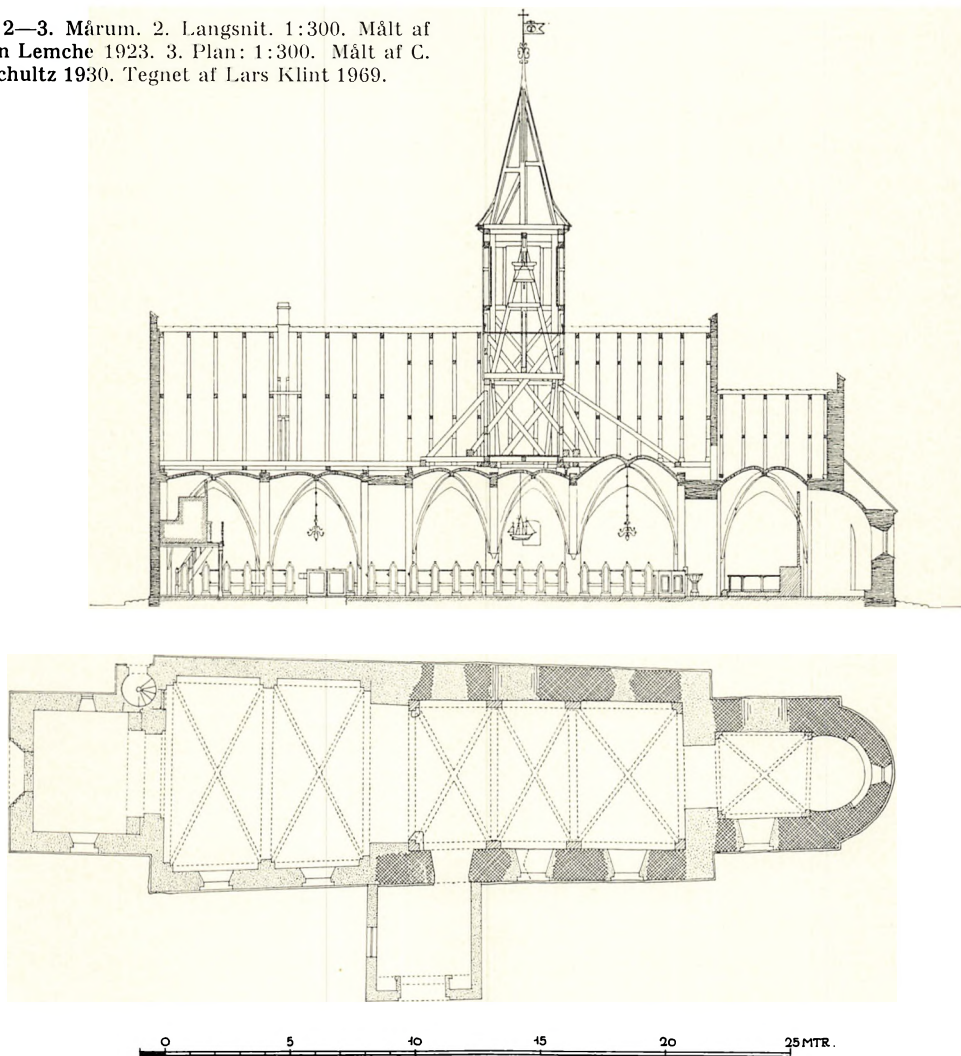 2—3. Mårum. 2. Langsnit. 1:300. Målt af
n Lemche 1923. 3. Plan: 1:300. Målt af C.
chultz 1930. Tegnet af Lars Klint 1969.
0 5 10 15 20 25 MTR.